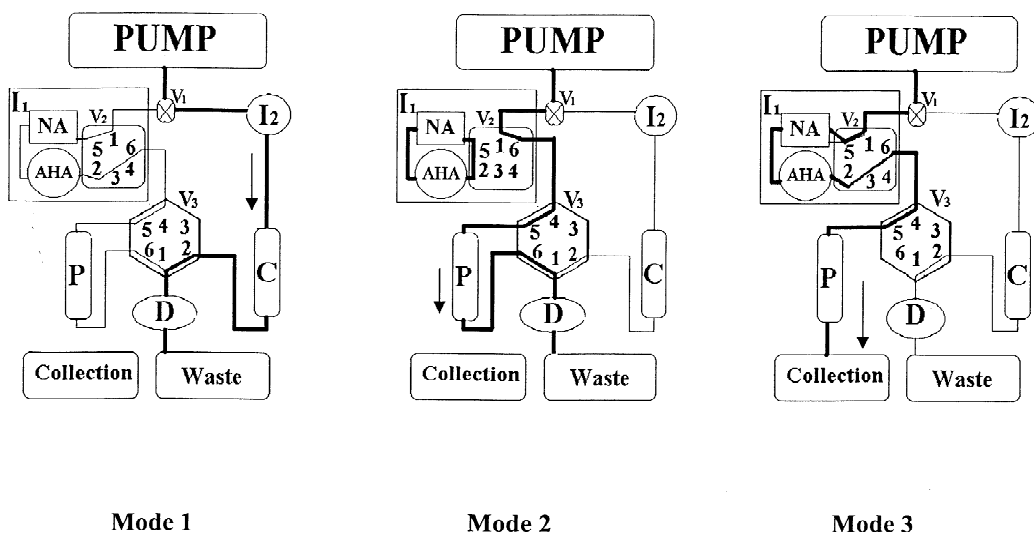 PUMP
V1
I1
V2
I2
NA
5 1 6
AHA
2 3 4
V3
5 4 3
6 1 2
P
C
D
Collection
Waste
Mode 1
PUMP
V1
I1
V2
I2
NA
5 1 6
AHA
2 3 4
V3
5 4 3
6 1 2
P
C
D
Collection
Waste
Mode 2
PUMP
V1
I1
V2
I2
NA
5 1 6
AHA
2 3 4
V3
5 4 3
6 1 2
P
C
D
Collection
Waste
Mode 3